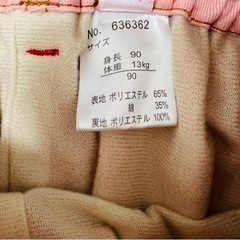 No. 636362
サイズ
身長 90
体重 13kg
90
表地 ポリエステル 65%
綿 35%
裏地 ポリエステル 100%